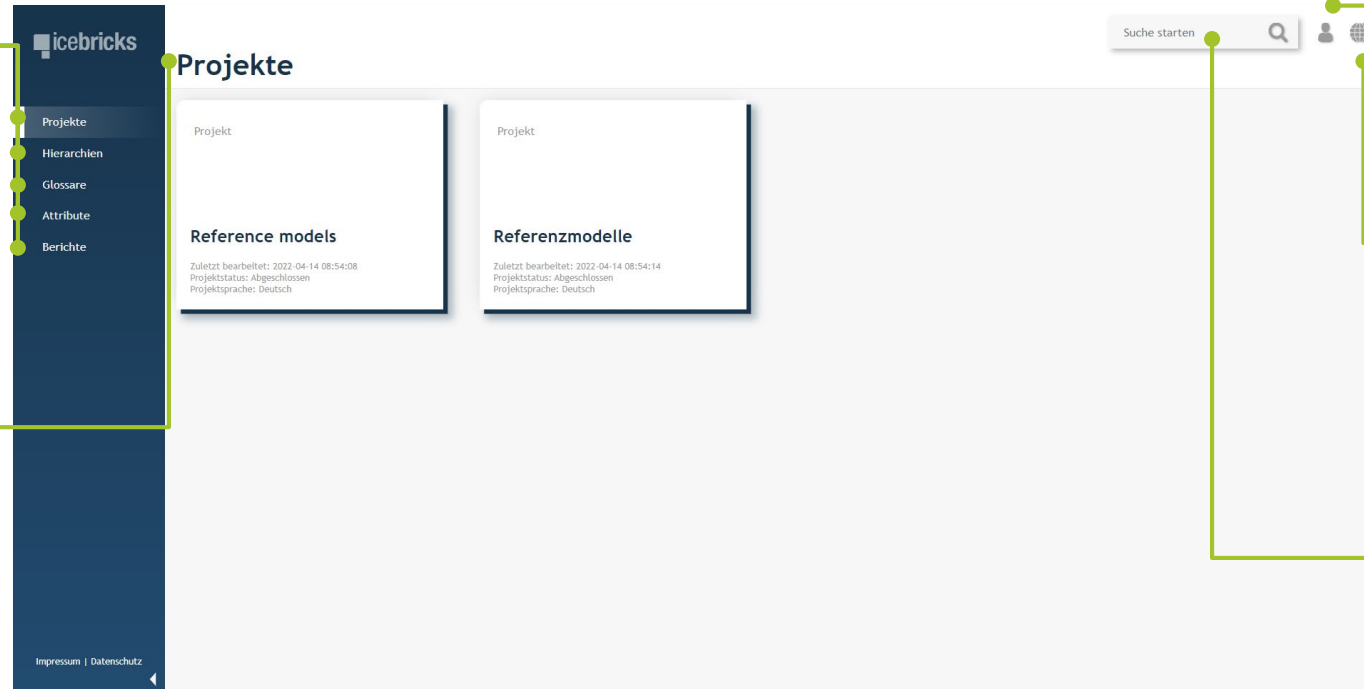 icebricks
Suche starten
Projekte
Projekte
Hierarchien
Glossare
Attribute
Berichte
Projekt
Reference models
Zuletzt bearbeitet: 2022-04-14 08:54:08
Projektstatus: Abgeschlossen
Projektsprache: Deutsch
Projekt
Referenzmodelle
Zuletzt bearbeitet: 2022-04-14 08:54:14
Projektstatus: Abgeschlossen
Projektsprache: Deutsch
Impressum | Datenschutz